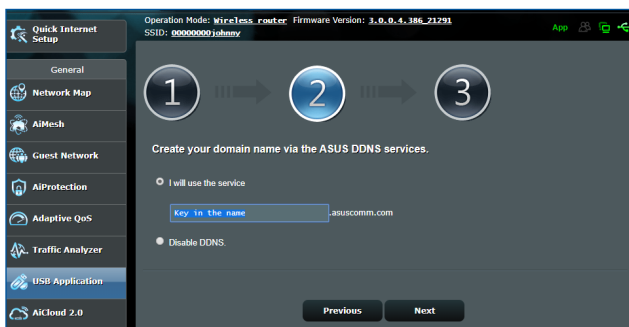 Quick Internet
Setup
General
Network Map
AiMesh
Guest Network
AiProtection
Adaptive QoS
Traffic Analyzer
USB Application
AiCloud 2.0
Operation Mode: Wireless router Firmware Version: 3.0.0.4.386_21291
SSID: 00000000johnny
App
1
2
3
Create your domain name via the ASUS DDNS services.
I will use the service
Key in the name .asuscomm.com
Disable DDNS.
Previous Next